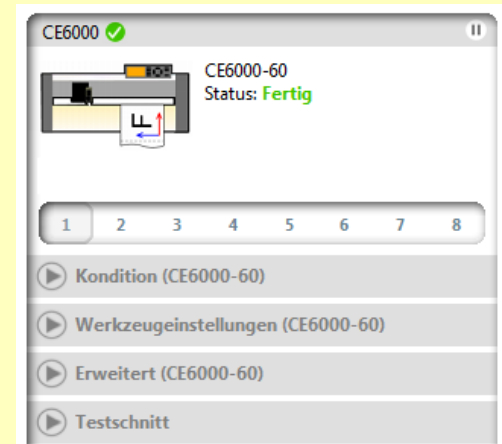 CE6000
CE6000-60
Status: Fertig
F
1 2 3 4 5 6 7 8
Kondition (CE6000-60)
Werkzeugeinstellungen (CE6000-60)
Erweitert (CE6000-60)
Testschnitt